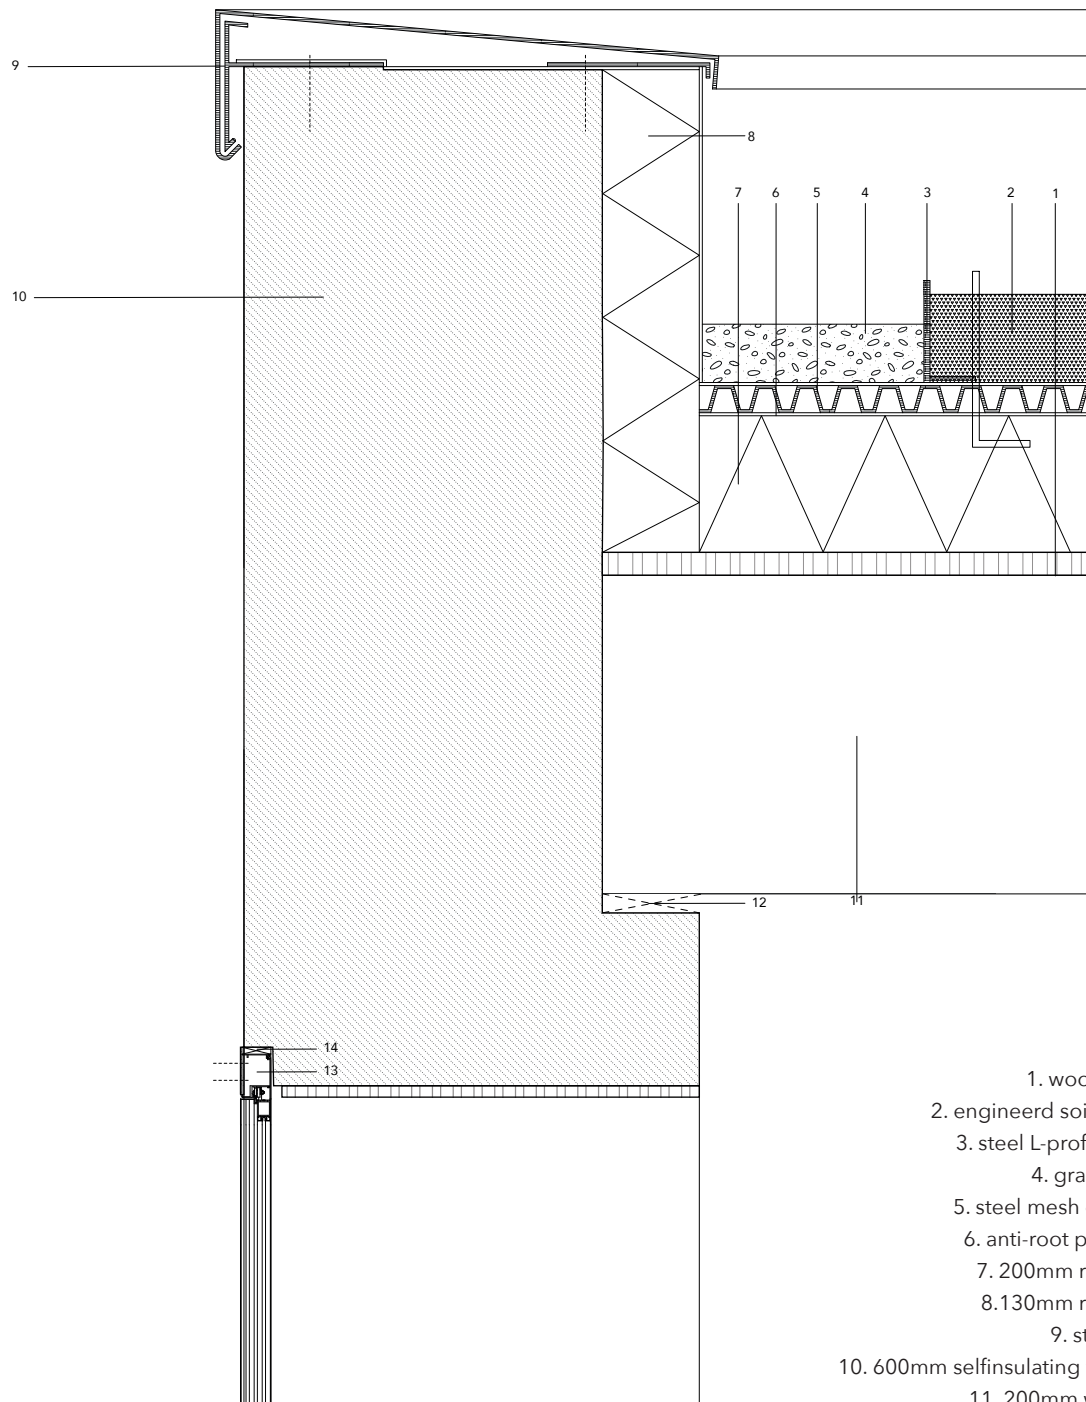 9
8
7 6 5 4 3 2 1
10
12
11
14
13
1. woo
2. engineerd soi
3. steel L-prof
4. gra
5. steel mesh
6. anti-root p
7. 200mm r
8.130mm r
9. st
10. 600mm selfinsulating
11. 200mm